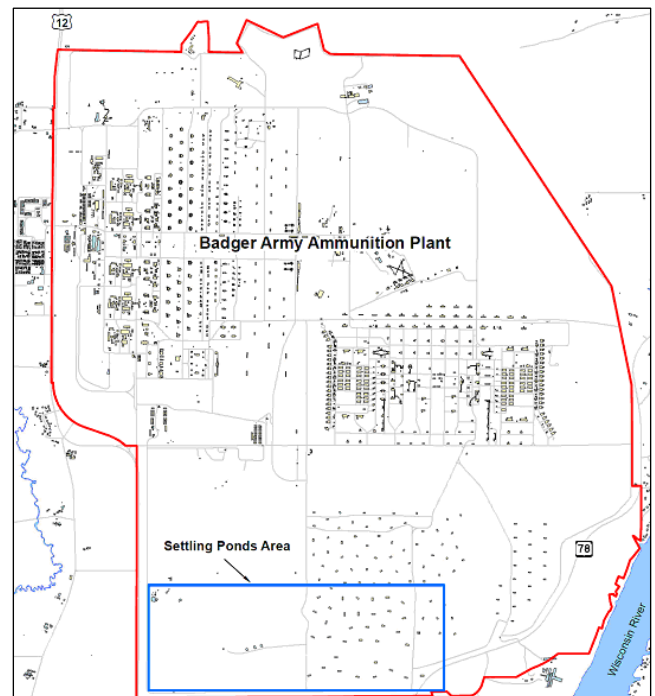 12
Badger Army Ammunition Plant
Settling Ponds Area
78
Wisconsin River